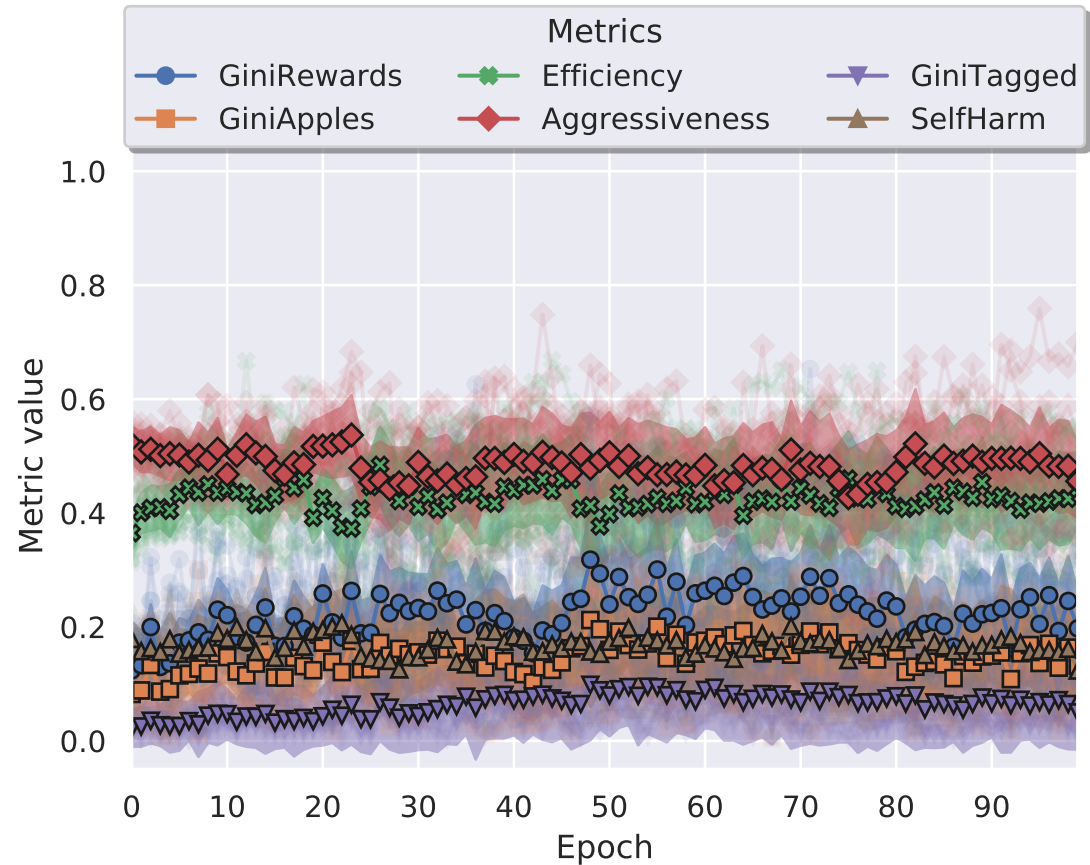 Metrics
GiniRewards Efficiency GiniTagged
GiniApples Aggressiveness SelfHarm
1.0
0.8
0.6
0.4
0.2
0.0
Metric value
0 10 20 30 40 50 60 70 80 90
Epoch